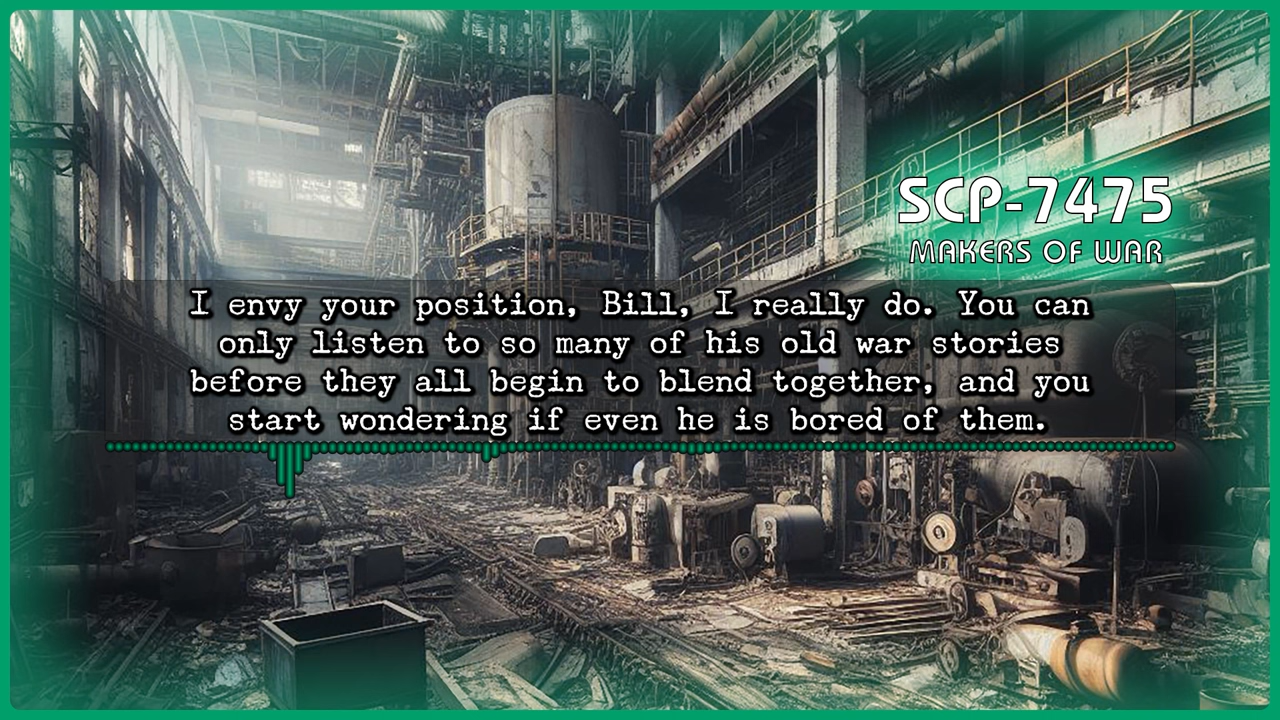 SCP-7475
MAKERS OF WAR
I envy your position, Bill, I really do. You can
only listen to so many of his old war stories
before they all begin to blend together, and you
start wondering if even he is bored of them.